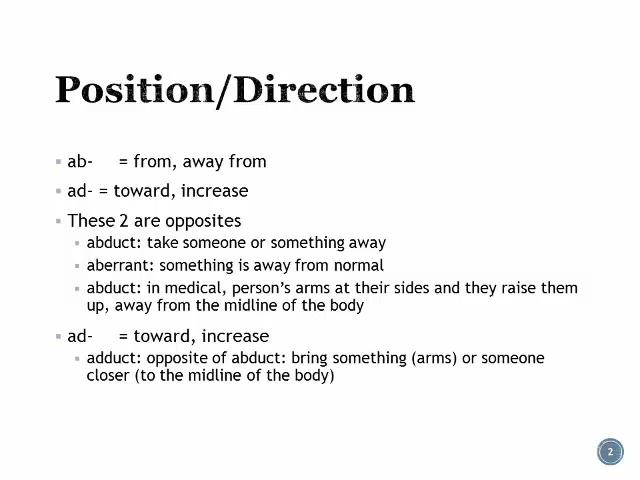 Position/Direction
▪ ab- = from, away from
▪ ad- = toward, increase
▪ These 2 are opposites
▪ abduct: take someone or something away
▪ aberrant: something is away from normal
▪ abduct: in medical, person’s arms at their sides and they raise them
up, away from the midline of the body
▪ ad- = toward, increase
▪ adduct: opposite of abduct: bring something (arms) or someone
closer (to the midline of the body)
2